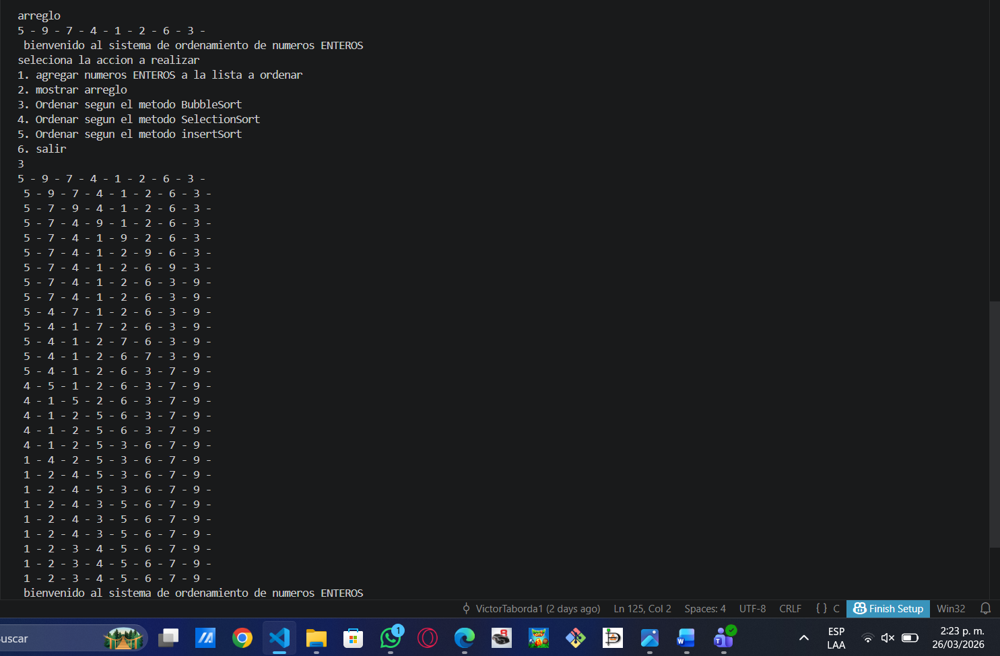 arreglo
5 - 9 - 7 - 4 - 1 - 2 - 6 - 3 -
bienvenido al sistema de ordenamiento de numeros ENTEROS
seleciona la accion a realizar
1. agregar numeros ENTEROS a la lista a ordenar
2. mostrar arreglo
3. Ordenar segun el metodo BubbleSort
4. Ordenar segun el metodo SelectionSort
5. Ordenar segun el metodo insertSort
6. salir
3
5 - 9 - 7 - 4 - 1 - 2 - 6 - 3 -
5 - 9 - 7 - 4 - 1 - 2 - 6 - 3 -
5 - 7 - 9 - 4 - 1 - 2 - 6 - 3 -
5 - 7 - 4 - 9 - 1 - 2 - 6 - 3 -
5 - 7 - 4 - 1 - 9 - 2 - 6 - 3 -
5 - 7 - 4 - 1 - 2 - 9 - 6 - 3 -
5 - 7 - 4 - 1 - 2 - 6 - 9 - 3 -
5 - 7 - 4 - 1 - 2 - 6 - 3 - 9 -
5 - 7 - 4 - 1 - 2 - 6 - 3 - 9 -
5 - 4 - 7 - 1 - 2 - 6 - 3 - 9 -
5 - 4 - 1 - 7 - 2 - 6 - 3 - 9 -
5 - 4 - 1 - 2 - 7 - 6 - 3 - 9 -
5 - 4 - 1 - 2 - 6 - 7 - 3 - 9 -
5 - 4 - 1 - 2 - 6 - 3 - 7 - 9 -
4 - 5 - 1 - 2 - 6 - 3 - 7 - 9 -
4 - 1 - 5 - 2 - 6 - 3 - 7 - 9 -
4 - 1 - 2 - 5 - 6 - 3 - 7 - 9 -
4 - 1 - 2 - 5 - 6 - 3 - 7 - 9 -
4 - 1 - 2 - 5 - 3 - 6 - 7 - 9 -
1 - 4 - 2 - 5 - 3 - 6 - 7 - 9 -
1 - 2 - 4 - 5 - 3 - 6 - 7 - 9 -
1 - 2 - 4 - 5 - 3 - 6 - 7 - 9 -
1 - 2 - 4 - 3 - 5 - 6 - 7 - 9 -
1 - 2 - 4 - 3 - 5 - 6 - 7 - 9 -
1 - 2 - 4 - 3 - 5 - 6 - 7 - 9 -
1 - 2 - 3 - 4 - 5 - 6 - 7 - 9 -
1 - 2 - 3 - 4 - 5 - 6 - 7 - 9 -
1 - 2 - 3 - 4 - 5 - 6 - 7 - 9 -
bienvenido al sistema de ordenamiento de numeros ENTEROS
VictorTaborda1 (2 days ago) Ln 125, Col 2 Spaces: 4 UTF-8 CRLF { } C Finish Setup Win32
uscar 1 ESP 2:23 p. m.
LAA 26/03/2026